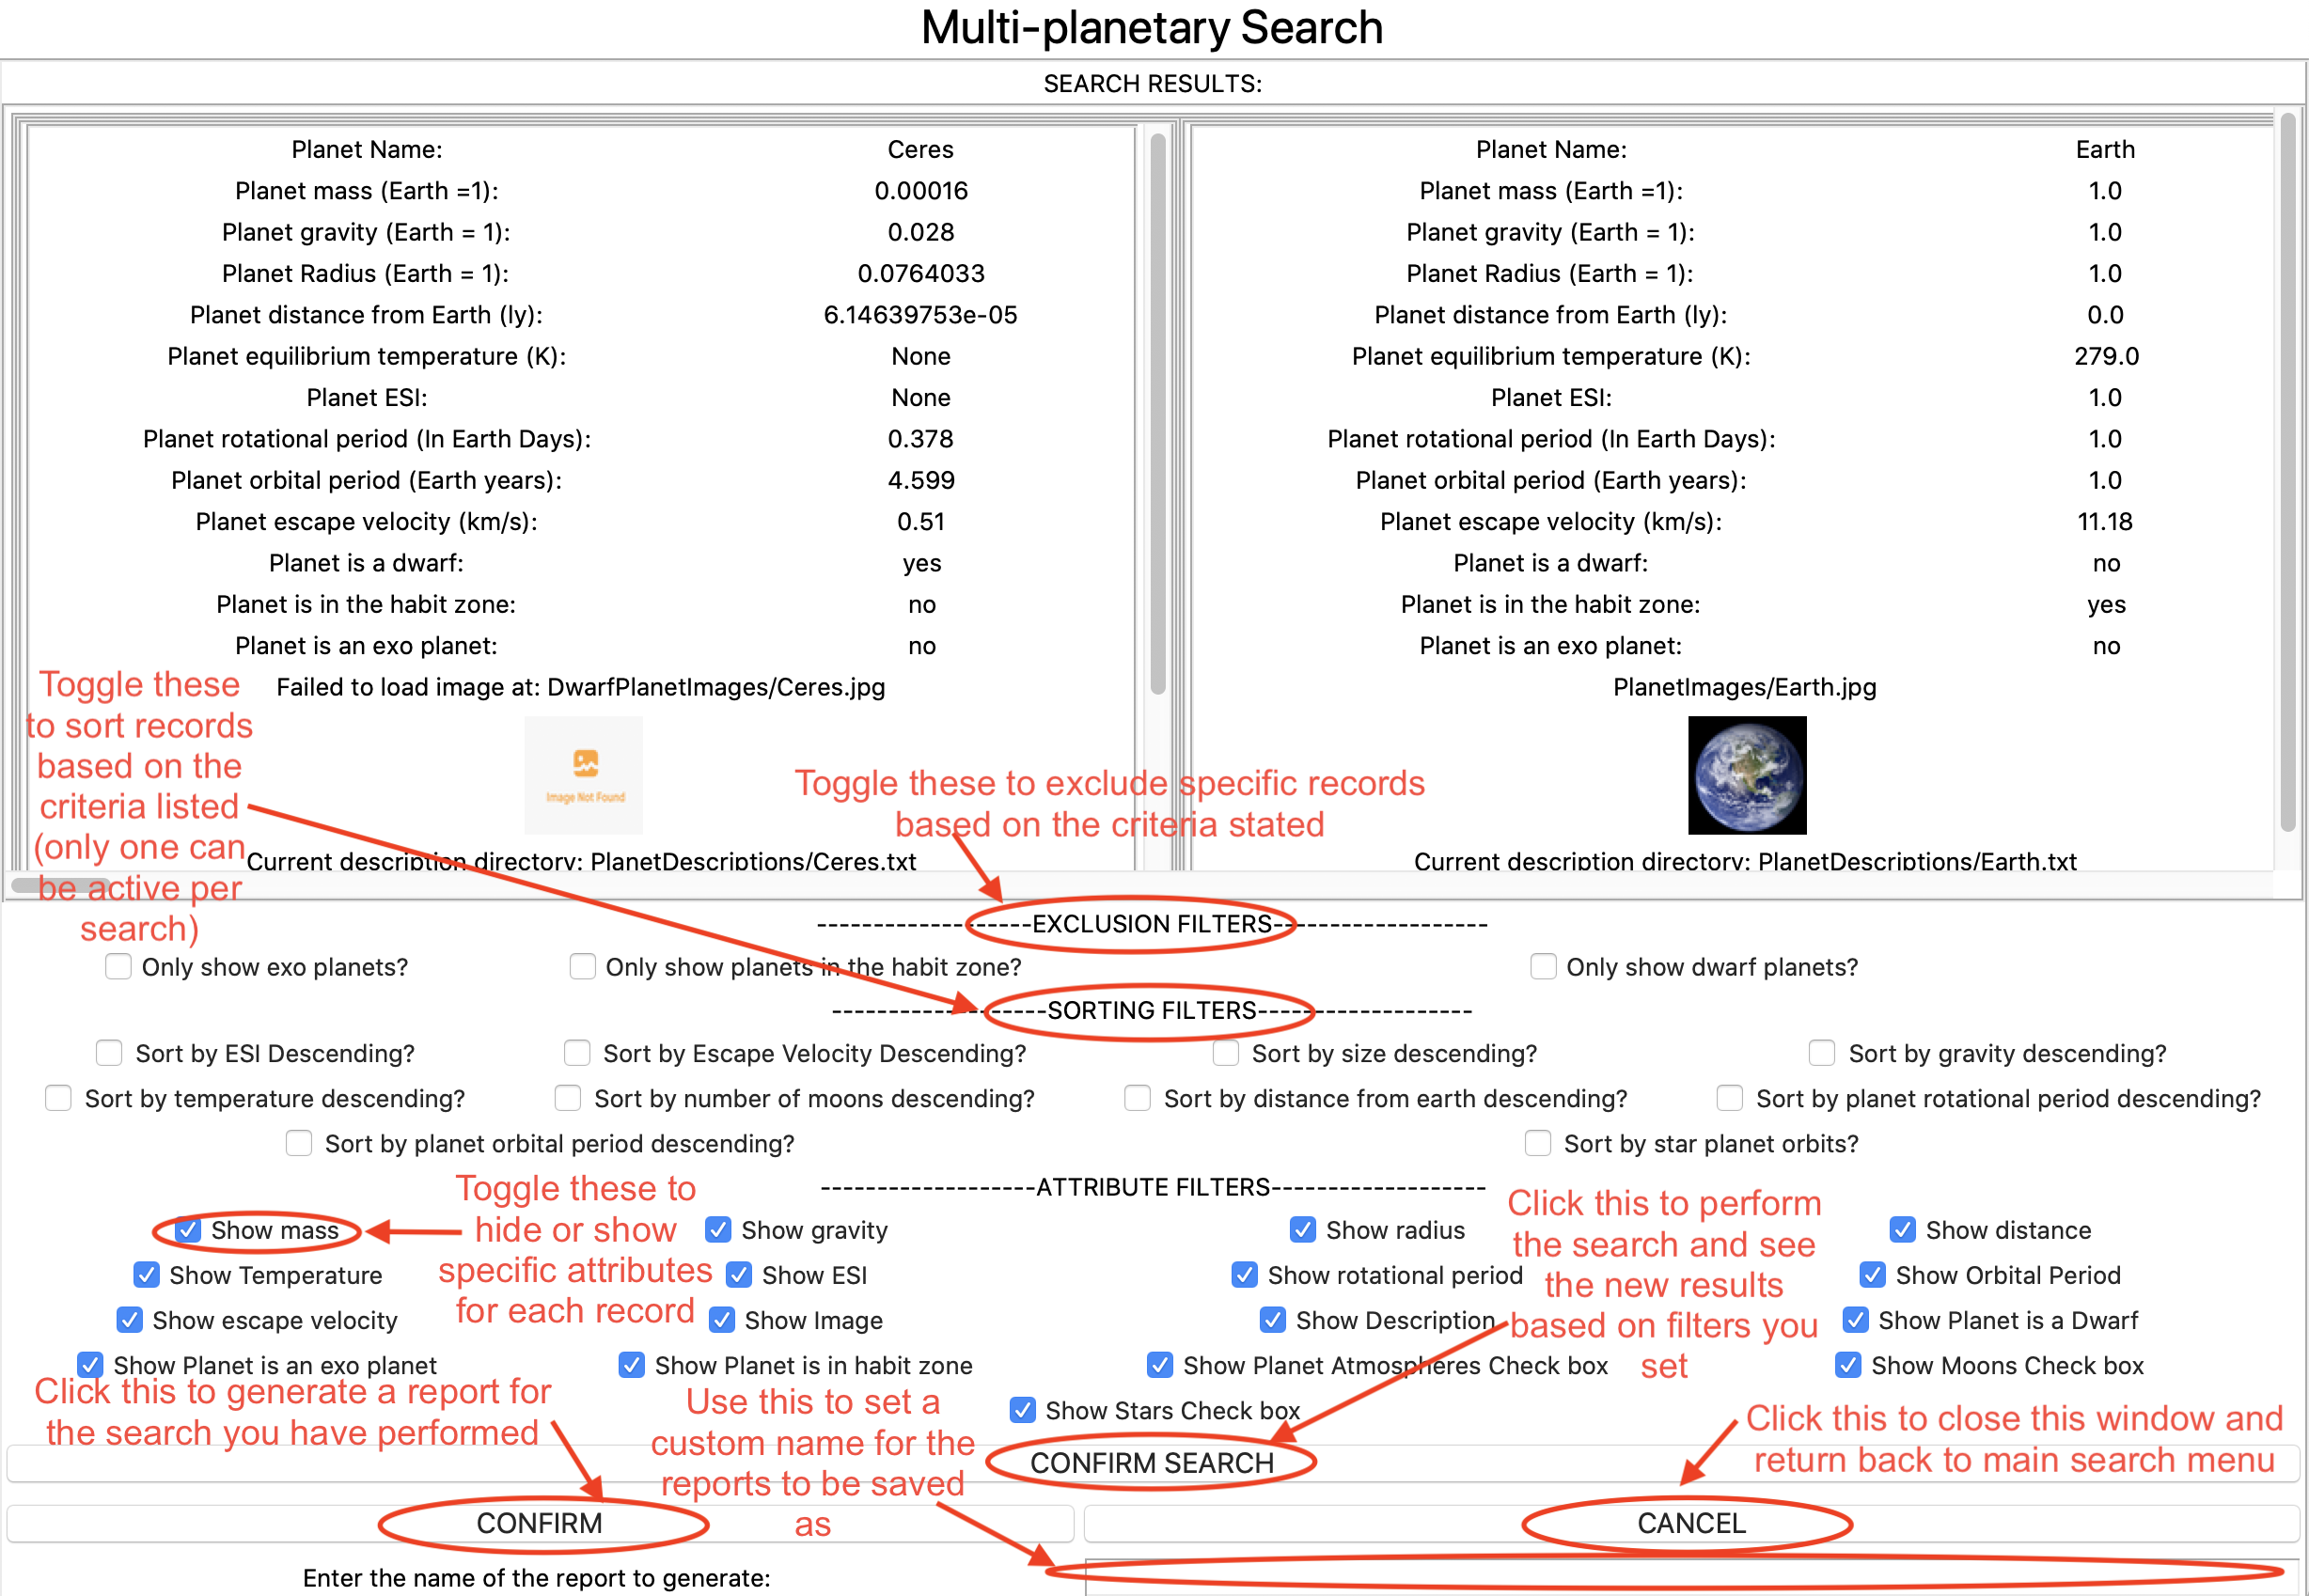 Multi-planetary Search
SEARCH RESULTS:
Planet Name: Ceres
Planet mass (Earth =1): 0.00016
Planet gravity (Earth = 1): 0.028
Planet Radius (Earth = 1): 0.0764033
Planet distance from Earth (ly): 6.14639753e-05
Planet equilibrium temperature (K): None
Planet ESI: None
Planet rotational period (In Earth Days): 0.378
Planet orbital period (Earth years): 4.599
Planet escape velocity (km/s): 0.51
Planet is a dwarf: yes
Planet is in the habit zone: no
Planet is an exo planet: no
Failed to load image at: DwarfPlanetImages/Ceres.jpg
Image Not Found
Current description directory: PlanetDescriptions/Ceres.txt
Planet Name: Earth
Planet mass (Earth =1): 1.0
Planet gravity (Earth = 1): 1.0
Planet Radius (Earth = 1): 1.0
Planet distance from Earth (ly): 0.0
Planet equilibrium temperature (K): 279.0
Planet ESI: 1.0
Planet rotational period (In Earth Days): 1.0
Planet orbital period (Earth years): 1.0
Planet escape velocity (km/s): 11.18
Planet is a dwarf: no
Planet is in the habit zone: yes
Planet is an exo planet: no
PlanetImages/Earth.jpg
Current description directory: PlanetDescriptions/Earth.txt
Toggle these
to sort records
based on the
criteria listed
(only one can
be active per
search)
Toggle these to exclude specific records
based on the criteria stated
-------------------EXCLUSION FILTERS-------------------
Only show exo planets? Only show planets in the habit zone? Only show dwarf planets?
-------------------SORTING FILTERS-------------------
Sort by ESI Descending? Sort by Escape Velocity Descending? Sort by size descending? Sort by gravity descending?
Sort by temperature descending? Sort by number of moons descending? Sort by distance from earth descending? Sort by planet rotational period descending?
Sort by planet orbital period descending? Sort by star planet orbits?
-------------------ATTRIBUTE FILTERS-------------------
Show mass Show gravity Show radius Show distance
Show Temperature Show ESI Show rotational period Show Orbital Period
Show escape velocity Show Image Show Description Show Planet is a Dwarf
Show Planet is an exo planet Show Planet is in habit zone Show Planet Atmospheres Check box Show Moons Check box
Show Stars Check box
Toggle these to
hide or show
specific attributes
for each record
Click this to perform
the search and see
the new results
based on filters you
set
Click this to generate a report for
the search you have performed
Use this to set a
custom name for the
reports to be saved
as
Click this to close this window and
return back to main search menu
CONFIRM SEARCH
CONFIRM CANCEL
Enter the name of the report to generate: